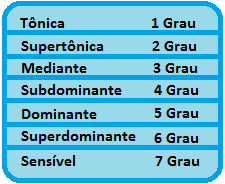 Tônica 1 Grau
Supertônica 2 Grau
Mediante 3 Grau
Subdominante 4 Grau
Dominante 5 Grau
Superdominante 6 Grau
Sensível 7 Grau